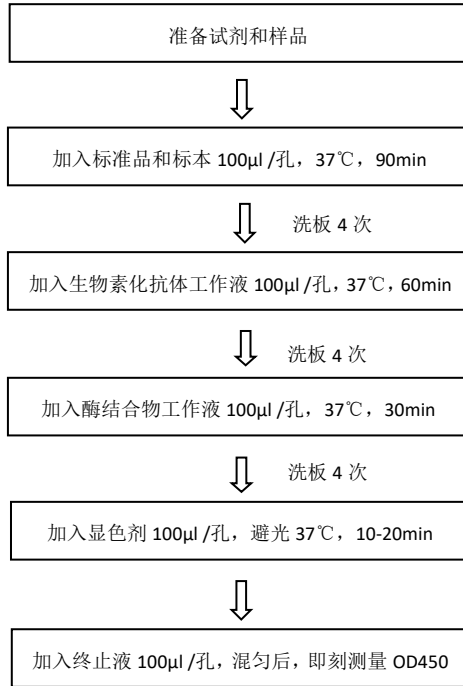 准备试剂和样品
加入标准品和标本 100μl /孔，37℃，90min
洗板 4 次
加入生物素化抗体工作液 100μl /孔，37℃，60min
洗板 4 次
加入酶结合物工作液 100μl /孔，37℃，30min
洗板 4 次
加入显色剂 100μl /孔，避光 37℃，10-20min
加入终止液 100μl /孔，混匀后，即刻测量 OD450